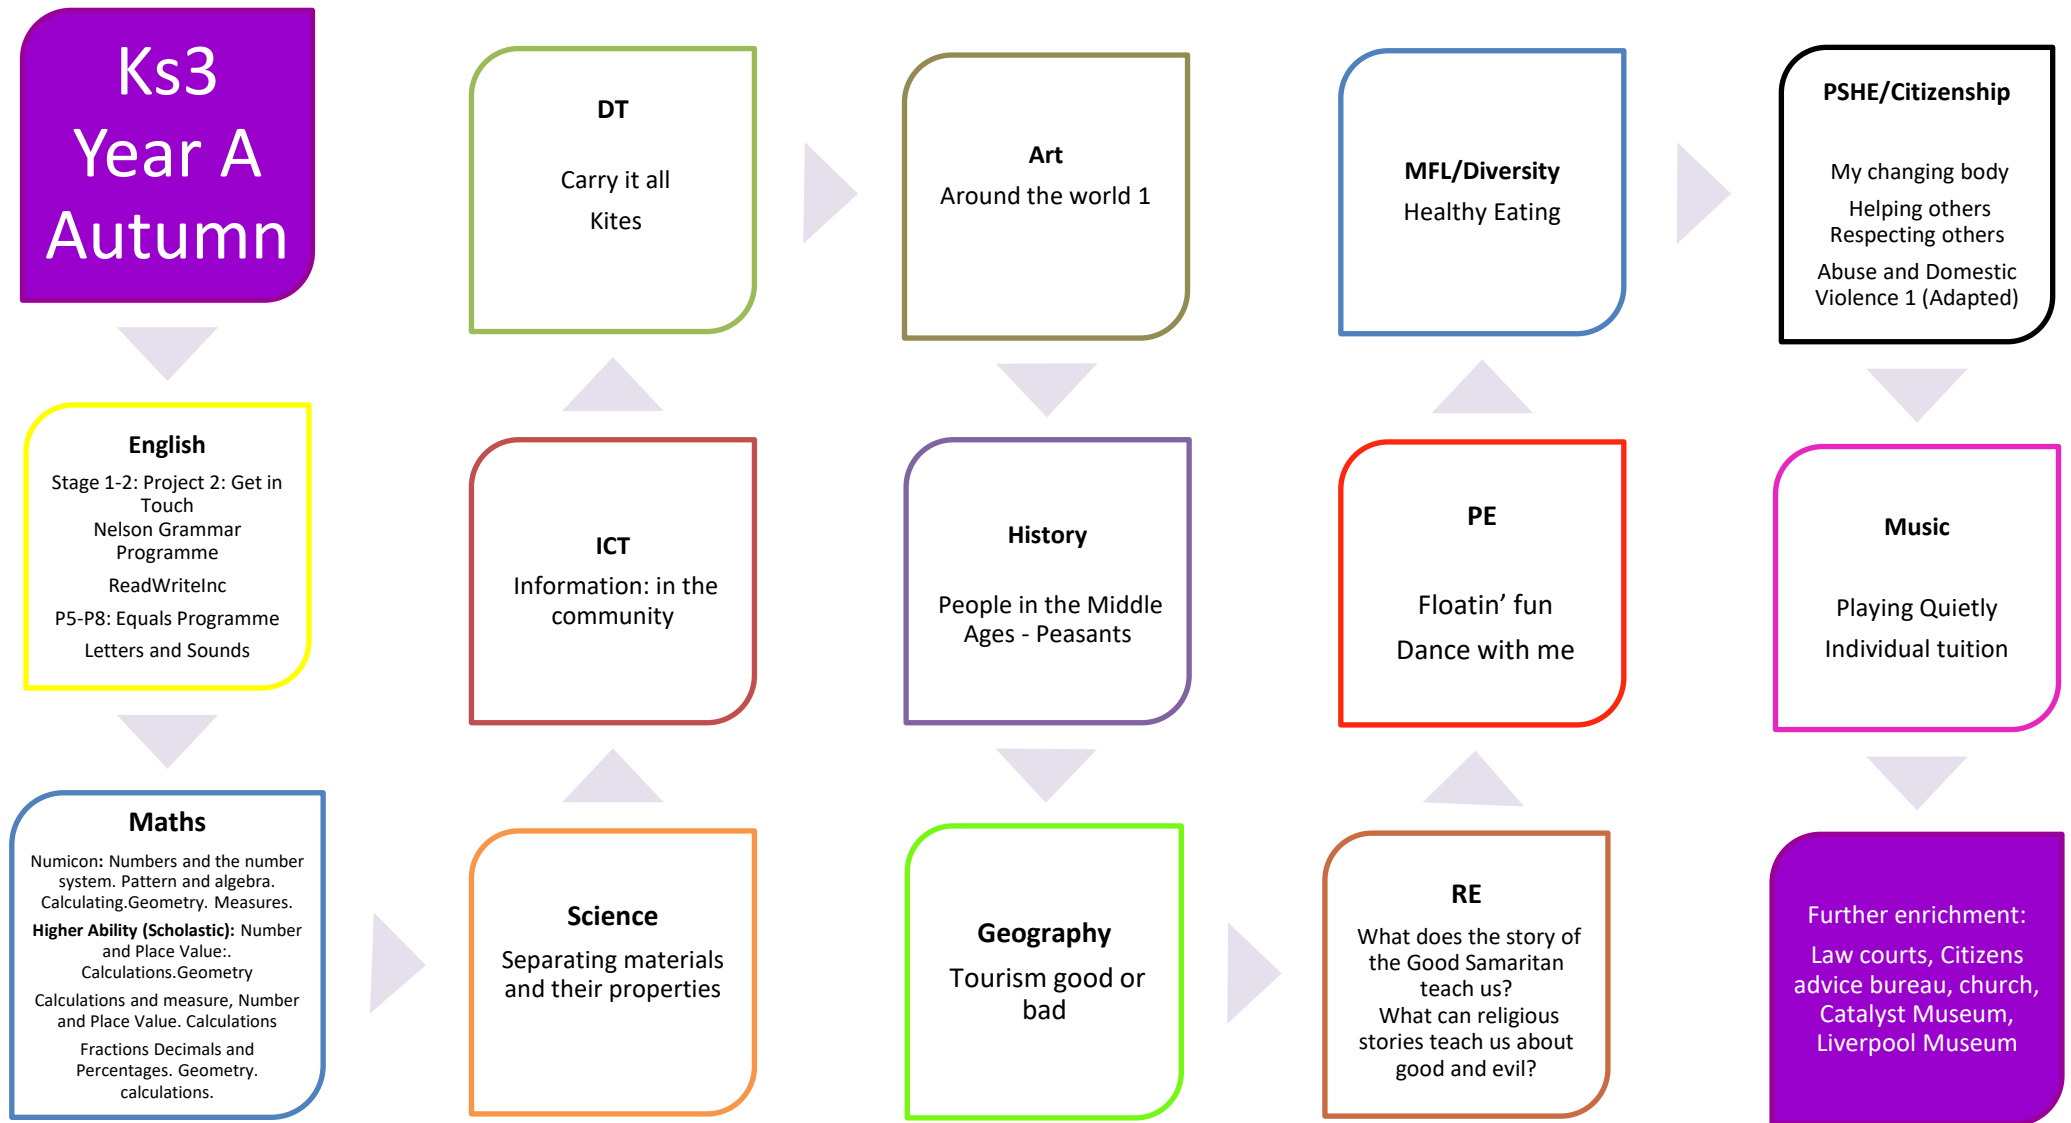 Ks3
Year A
Autumn
English
Stage 1-2: Project 2: Get in
Touch
Nelson Grammar
Programme
ReadWriteInc
P5-P8: Equals Programme
Letters and Sounds
Maths
Numicon: Numbers and the number
system. Pattern and algebra.
Calculating.Geometry. Measures.
Higher Ability (Scholastic): Number
and Place Value:.
Calculations.Geometry
Calculations and measure, Number
and Place Value. Calculations
Fractions Decimals and
Percentages. Geometry.
calculations.
Science
Separating materials
and their properties
ICT
Information: in the
community
DT
Carry it all
Kites
Art
Around the world 1
History
People in the Middle
Ages - Peasants
Geography
Tourism good or
bad
RE
What does the story of
the Good Samaritan
teach us?
What can religious
stories teach us about
good and evil?
PE
Floatin’ fun
Dance with me
MFL/Diversity
Healthy Eating
PSHE/Citizenship
My changing body
Helping others
Respecting others
Abuse and Domestic
Violence 1 (Adapted)
Music
Playing Quietly
Individual tuition
Further enrichment:
Law courts, Citizens
advice bureau, church,
Catalyst Museum,
Liverpool Museum